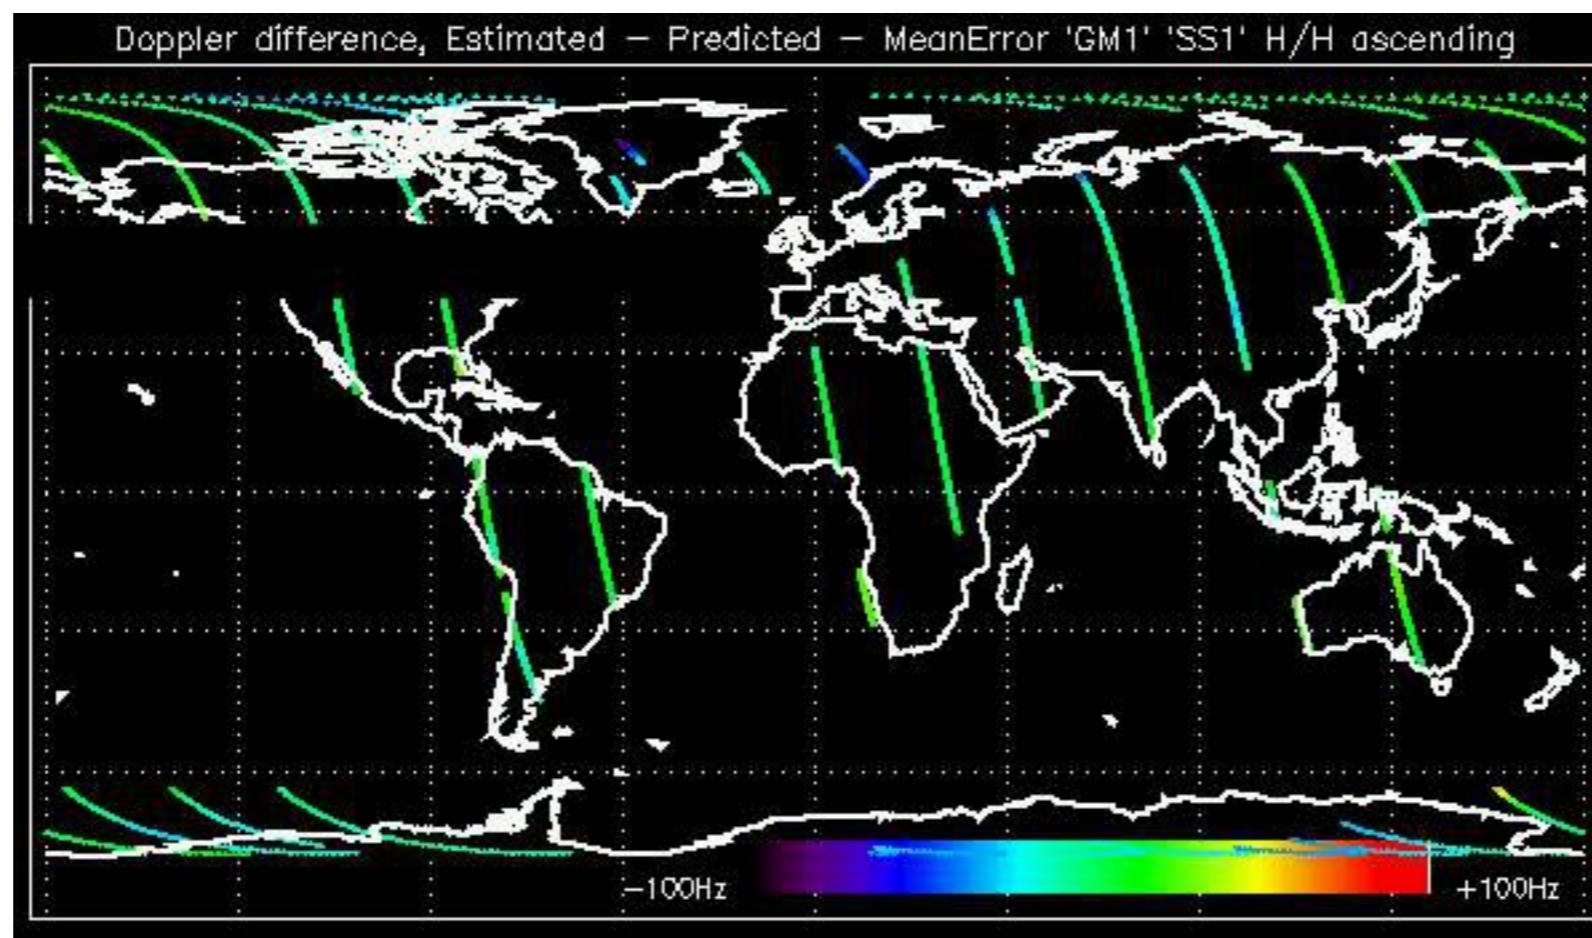 Doppler difference, Estimated — Predicted — MeanError 'GM1' 'SS1' H/H ascending
−100Hz
+100Hz